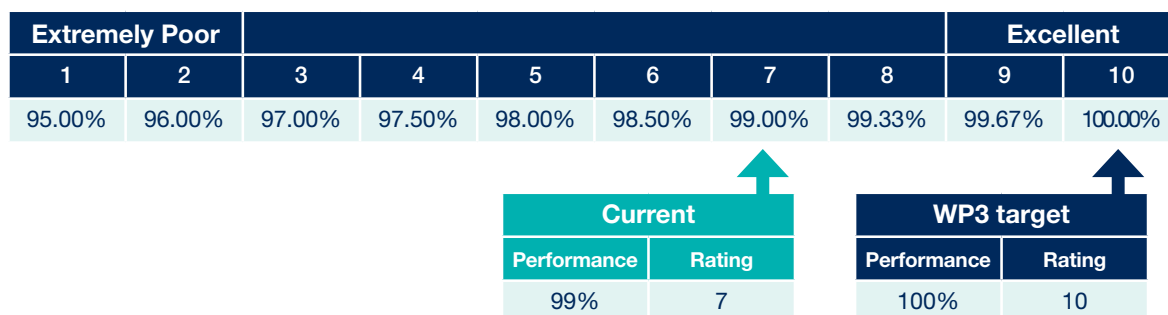 Extremely Poor Excellent
1 2 3 4 5 6 7 8 9 10
95.00% 96.00% 97.00% 97.50% 98.00% 98.50% 99.00% 99.33% 99.67% 100.00%
Current WP3 target
Performance Rating Performance Rating
99% 7 100% 10